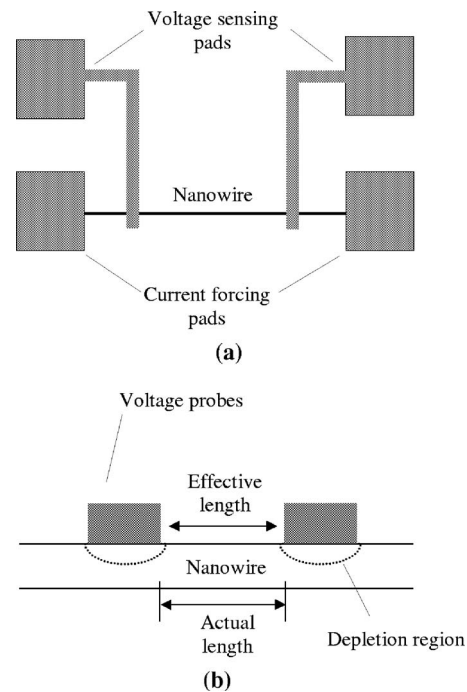 Voltage sensing
pads
Nanowire
Current forcing
pads
(a)
Voltage probes
Effective
length
Nanowire
Actual
length
Depletion region
(b)